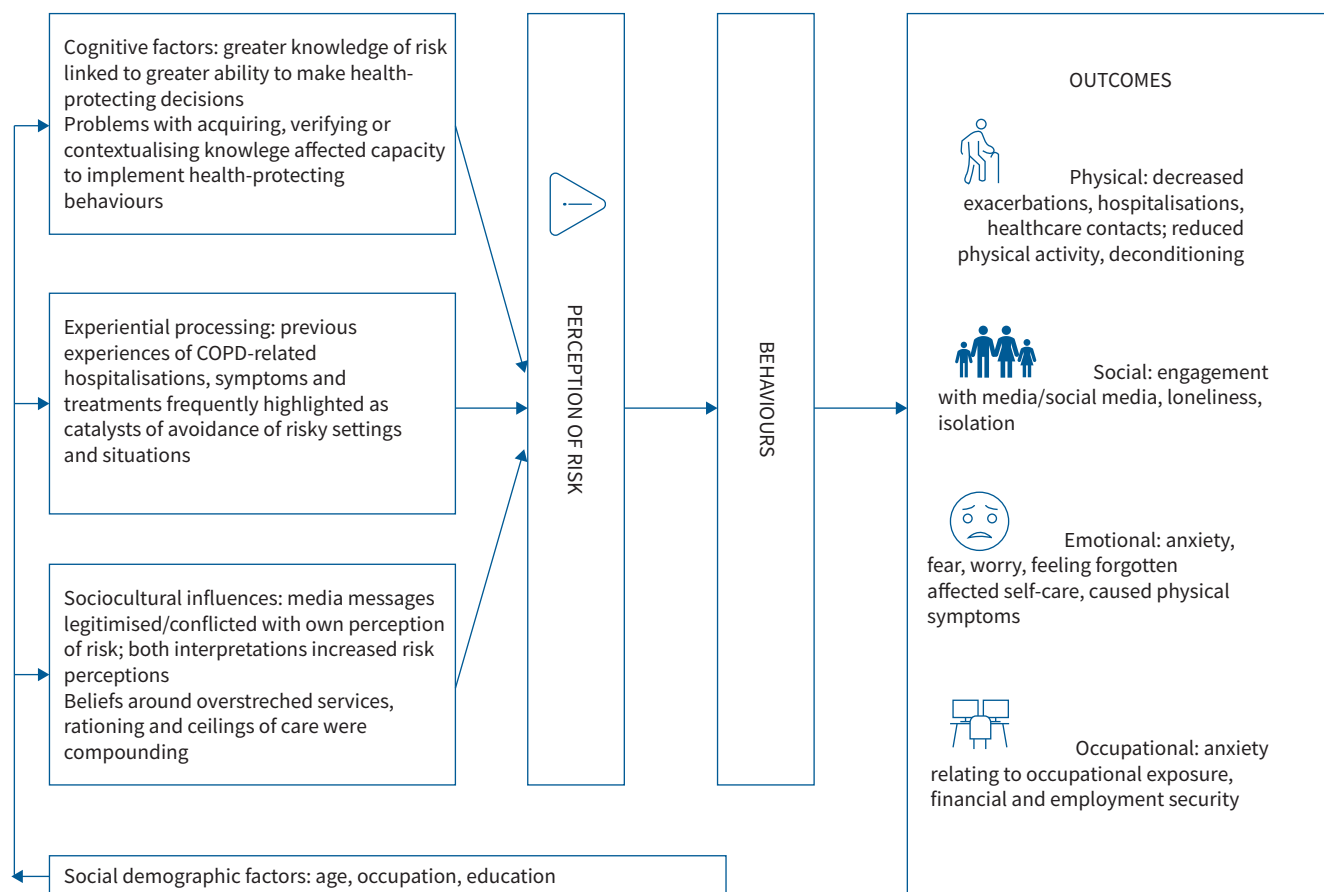 Cognitive factors: greater knowledge of risk
linked to greater ability to make health-
protecting decisions
Problems with acquiring, verifying or
contextualising knowlege affected capacity
to implement health-protecting
behaviours
Experiential processing: previous
experiences of COPD-related
hospitalisations, symptoms and
treatments frequently highlighted as
catalysts of avoidance of risky settings
and situations
Sociocultural influences: media messages
legitimised/conflicted with own perception
of risk; both interpretations increased risk
perceptions
Beliefs around overstreched services,
rationing and ceilings of care were
compounding
Social demographic factors: age, occupation, education
PERCEPTION OF RISK
BEHAVIOURS
OUTCOMES
Physical: decreased
exacerbations, hospitalisations,
healthcare contacts; reduced
physical activity, deconditioning
Social: engagement
with media/social media, loneliness,
isolation
Emotional: anxiety,
fear, worry, feeling forgotten
affected self-care, caused physical
symptoms
Occupational: anxiety
relating to occupational exposure,
financial and employment security